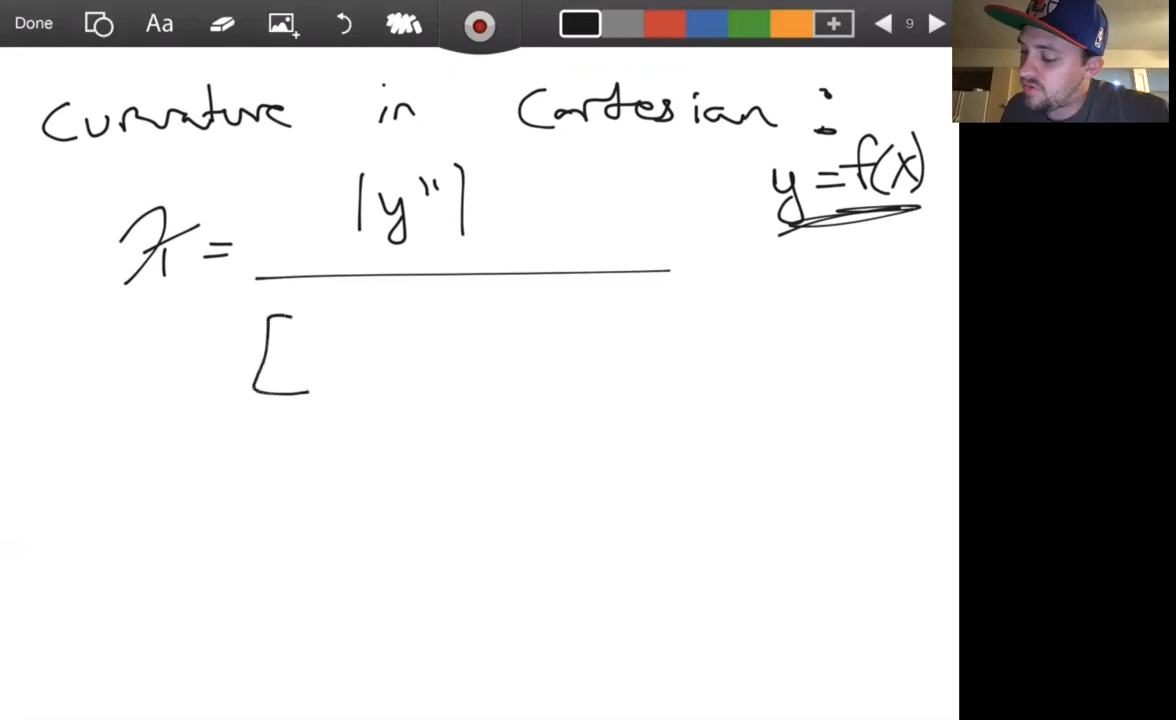 Done Aa 9
Curvature in Cartesian :
y = f(x)
ϰ = |y''|
[